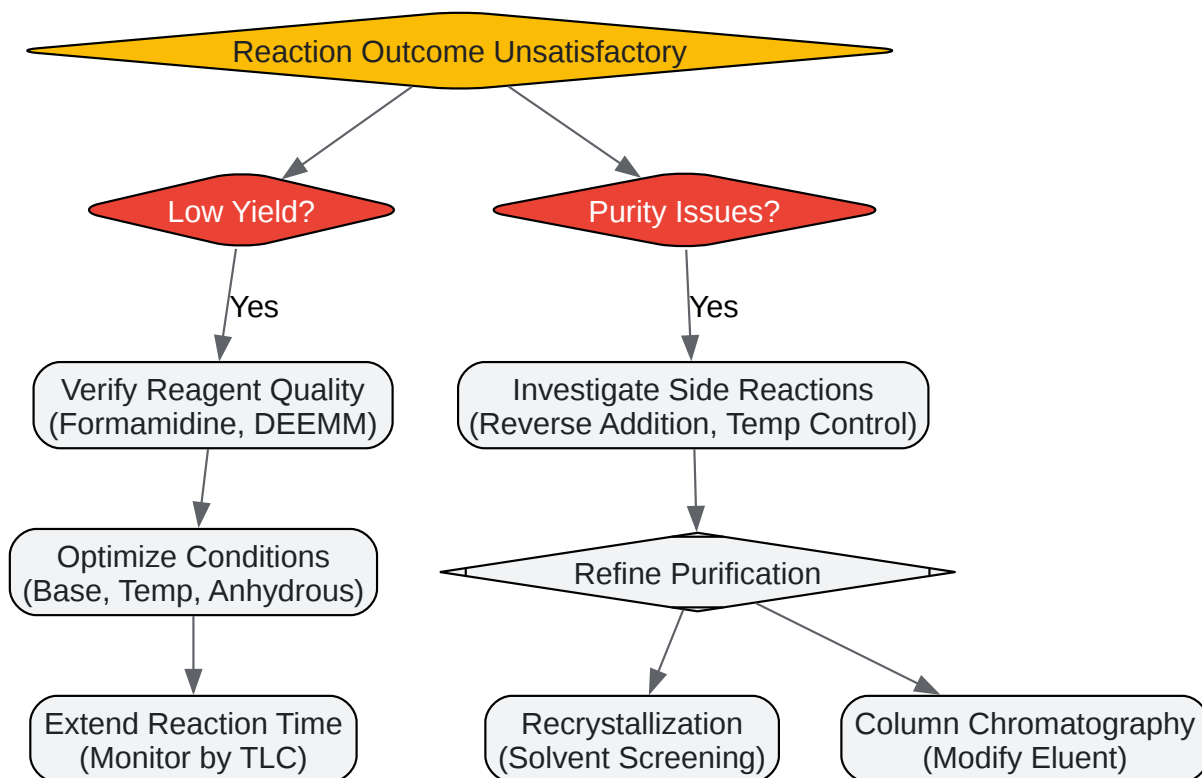 Reaction Outcome Unsatisfactory
Low Yield?
Purity Issues?
Yes
Yes
Verify Reagent Quality
(Formamidine, DEEMM)
Investigate Side Reactions
(Reverse Addition, Temp Control)
Optimize Conditions
(Base, Temp, Anhydrous)
Refine Purification
Extend Reaction Time
(Monitor by TLC)
Recrystallization
(Solvent Screening)
Column Chromatography
(Modify Eluent)